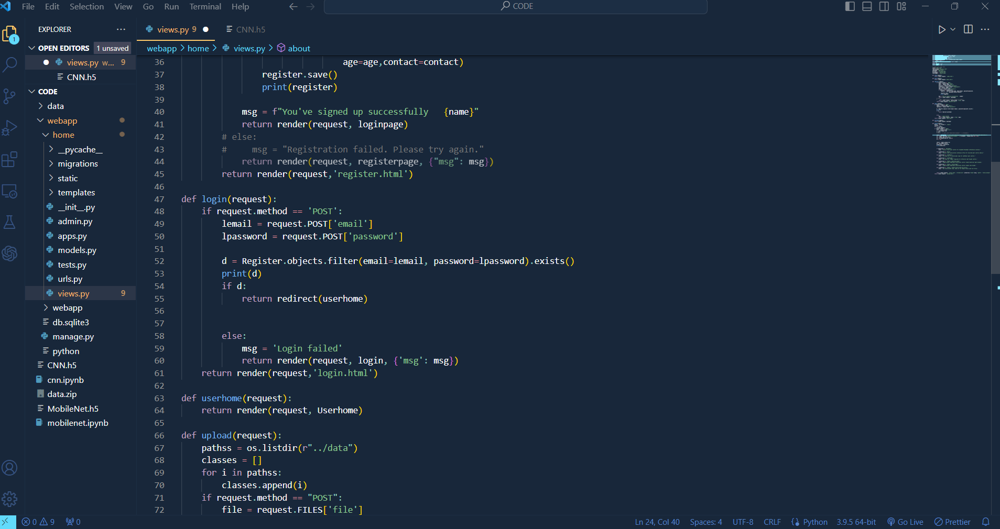 File Edit Selection View Go Run Terminal Help
CODE
EXPLORER
OPEN EDITORS 1 unsaved
views.py w... 9
CNN.h5
CODE
data
webapp
home
__pycache__
migrations
static
templates
__init__.py
admin.py
apps.py
models.py
tests.py
urls.py
views.py 9
webapp
db.sqlite3
manage.py
python
CNN.h5
cnn.ipynb
data.zip
MobileNet.h5
mobilenet.ipynb
1
views.py 9
CNN.h5
webapp > home > views.py > about
36 age=age,contact=contact)
37 register.save()
38 print(register)
39
40 msg = f"You've signed up successfully   {name}"
41 return render(request, loginpage)
42 # else:
43 #     msg = "Registration failed. Please try again."
44 return render(request, registerpage, {"msg": msg})
45 return render(request,'register.html')
46
47 def login(request):
48 if request.method == 'POST':
49 lemail = request.POST['email']
50 lpassword = request.POST['password']
51
52 d = Register.objects.filter(email=lemail, password=lpassword).exists()
53 print(d)
54 if d:
55 return redirect(userhome)
56
57
58 else:
59 msg = 'Login failed'
60 return render(request, login, {'msg': msg})
61 return render(request,'login.html')
62
63 def userhome(request):
64 return render(request, Userhome)
65
66 def upload(request):
67 pathss = os.listdir(r"../data")
68 classes = []
69 for i in pathss:
70 classes.append(i)
71 if request.method == "POST":
72 file = request.FILES['file']
0 9 0 Ln 24, Col 40 Spaces: 4 UTF-8 CRLF Python 3.9.5 64-bit Go Live Prettier